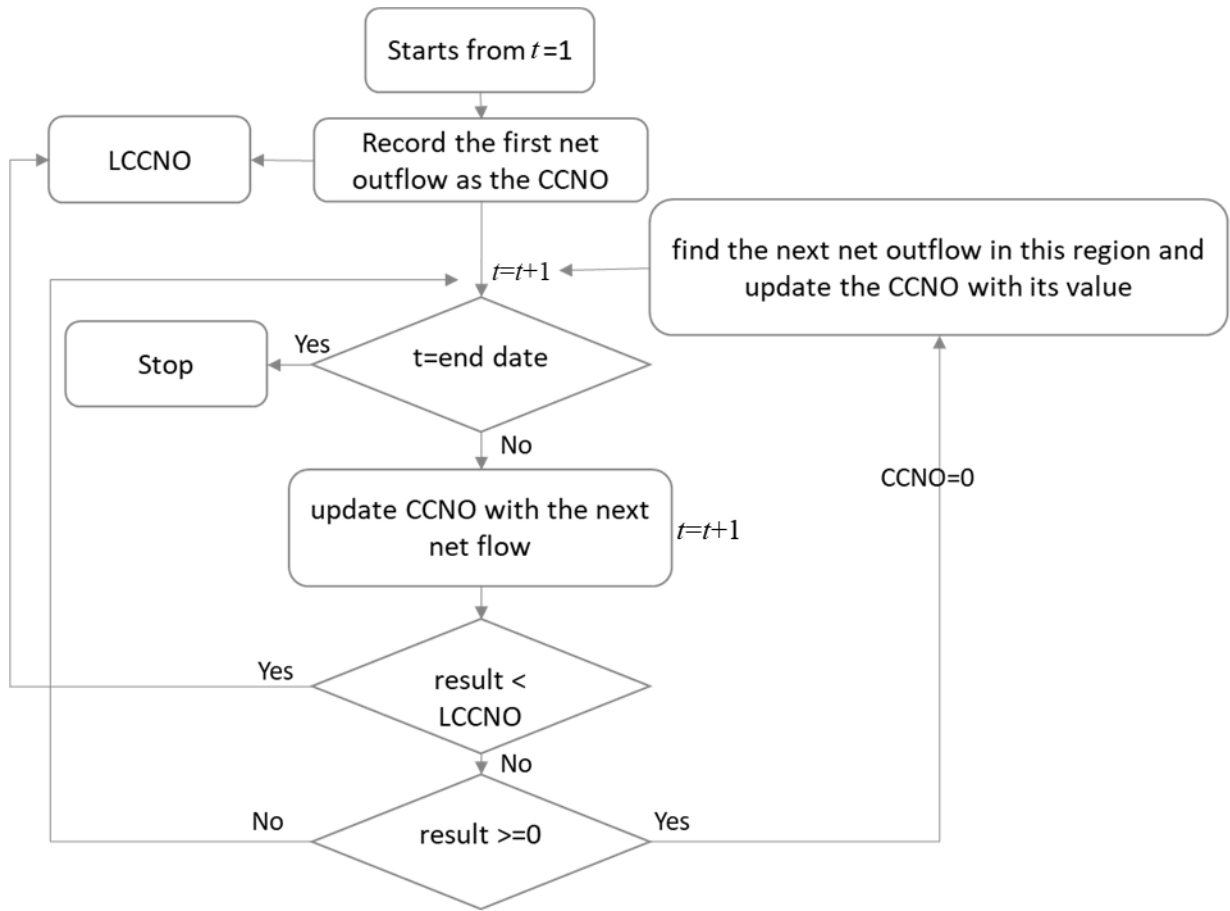 Starts from t=1
LCCNO
Record the first net
outflow as the CCNO
find the next net outflow in this region and
update the CCNO with its value
t=t+1
Yes
Stop
t=end date
No
CCNO=0
update CCNO with the next
net flow
t=t+1
Yes
result <
LCCNO
No
No
result >=0
Yes